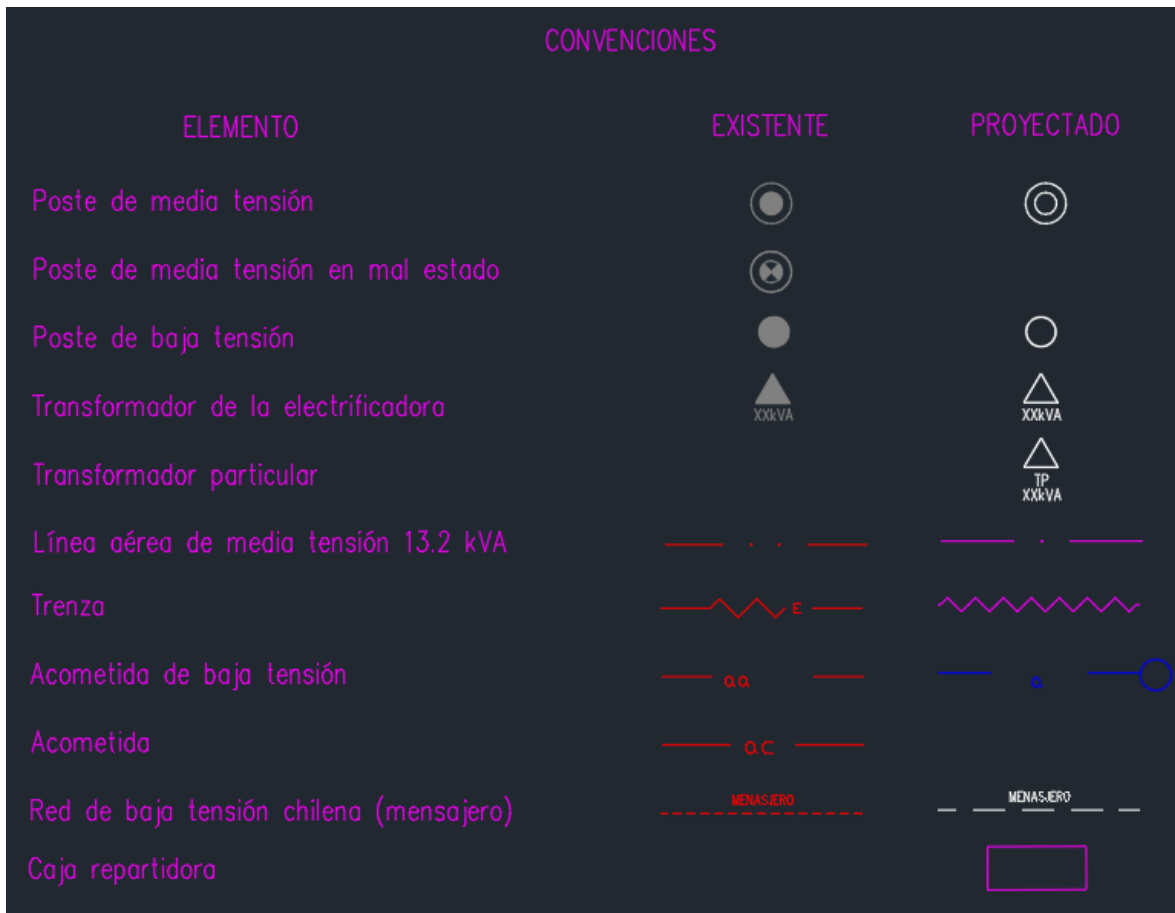 CONVENCIONES
ELEMENTO EXISTENTE PROYECTADO
Poste de media tensión
Poste de media tensión en mal estado
Poste de baja tensión
Transformador de la electrificadora XXkVA XXkVA
Transformador particular TP
XXkVA
Línea aérea de media tensión 13.2 kVA
Trenza E
Acometida de baja tensión aa a
Acometida ac
Red de baja tensión chilena (mensajero) MENASJERO MENASJERO
Caja repartidora